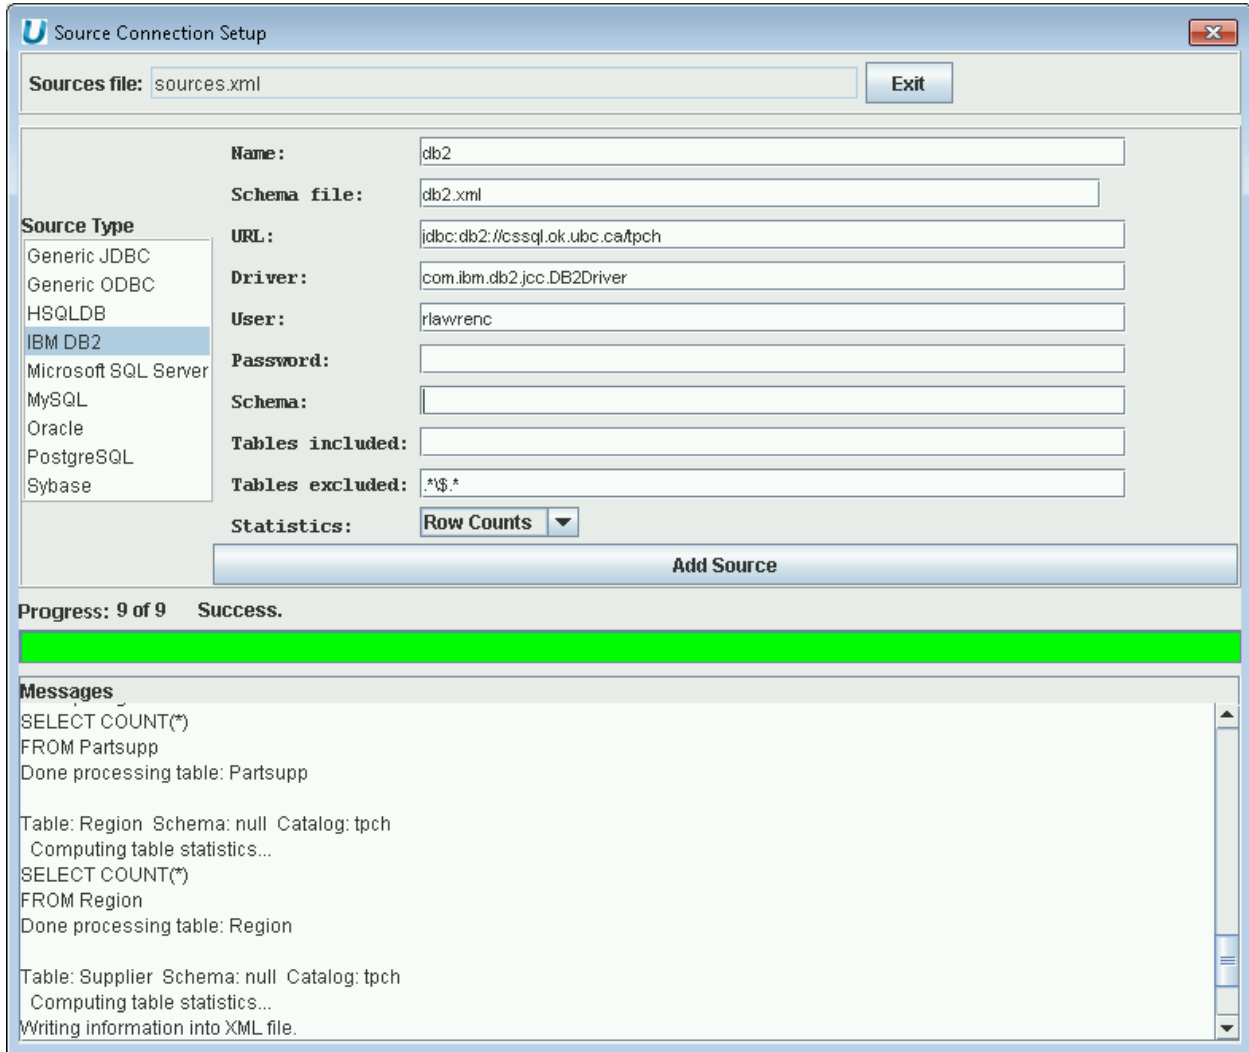 Source Connection Setup
Sources file: sources.xml Exit
Name: db2
Schema file: db2.xml
URL: jdbc:db2://cssql.ok.ubc.ca/tpch
Driver: com.ibm.db2.jcc.DB2Driver
User: rlawrenc
Password:
Schema:
Tables included:
Tables excluded: .*\$.*
Statistics: Row Counts
Source Type
Generic JDBC
Generic ODBC
HSQLDB
IBM DB2
Microsoft SQL Server
MySQL
Oracle
PostgreSQL
Sybase
Add Source
Progress: 9 of 9 Success.
Messages
SELECT COUNT(*)
FROM Partsupp
Done processing table: Partsupp
Table: Region Schema: null Catalog: tpch
Computing table statistics...
SELECT COUNT(*)
FROM Region
Done processing table: Region
Table: Supplier Schema: null Catalog: tpch
Computing table statistics...
Writing information into XML file.